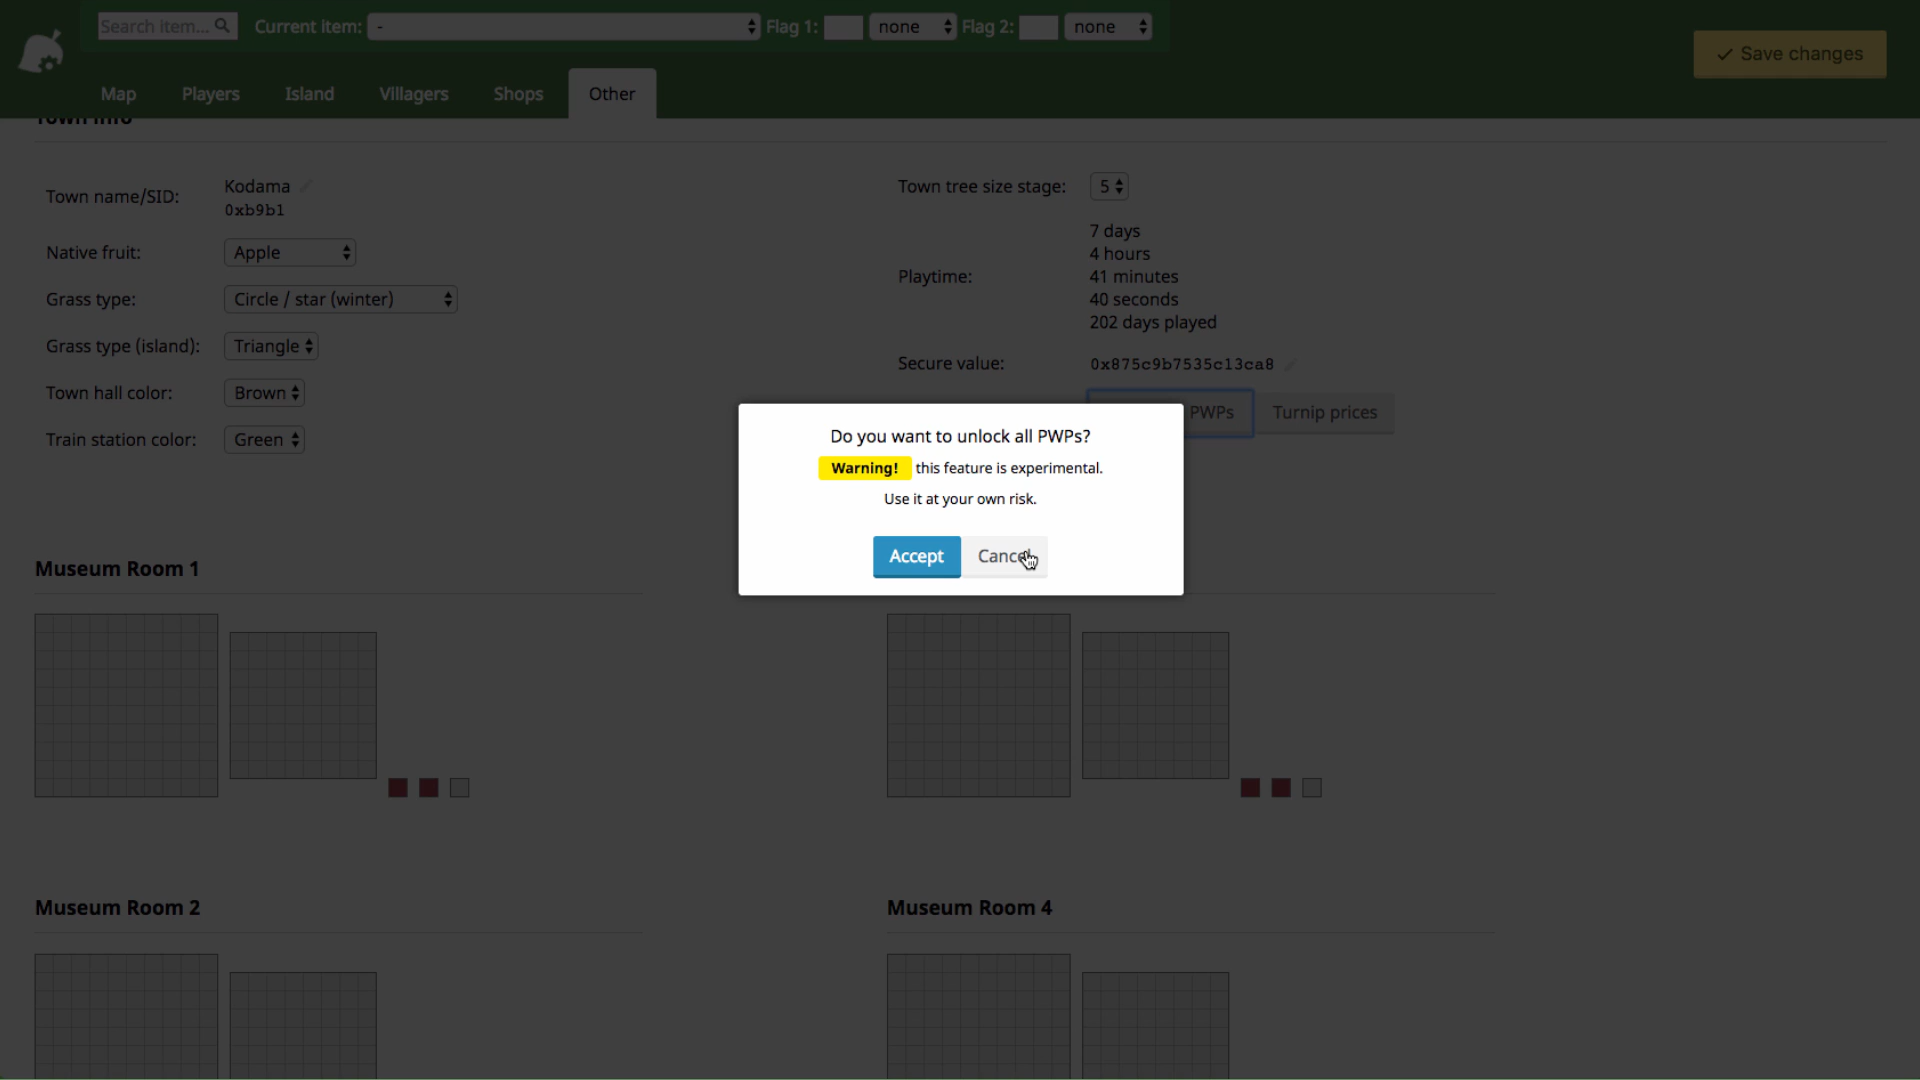 Search item...
Current item:
-
Flag 1:
none
Flag 2:
none
Save changes
Map
Players
Island
Villagers
Shops
Other
Town info
Town name/SID:
Kodama
0xb9b1
Native fruit:
Apple
Grass type:
Circle / star (winter)
Grass type (island):
Triangle
Town hall color:
Brown
Train station color:
Green
Town tree size stage:
5
Playtime:
7 days
4 hours
41 minutes
40 seconds
202 days played
Secure value:
0x875c9b7535c13ca8
PWPs
Turnip prices
Do you want to unlock all PWPs?
Warning! this feature is experimental.
Use it at your own risk.
Accept
Cancel
Museum Room 1
Museum Room 2
Museum Room 4